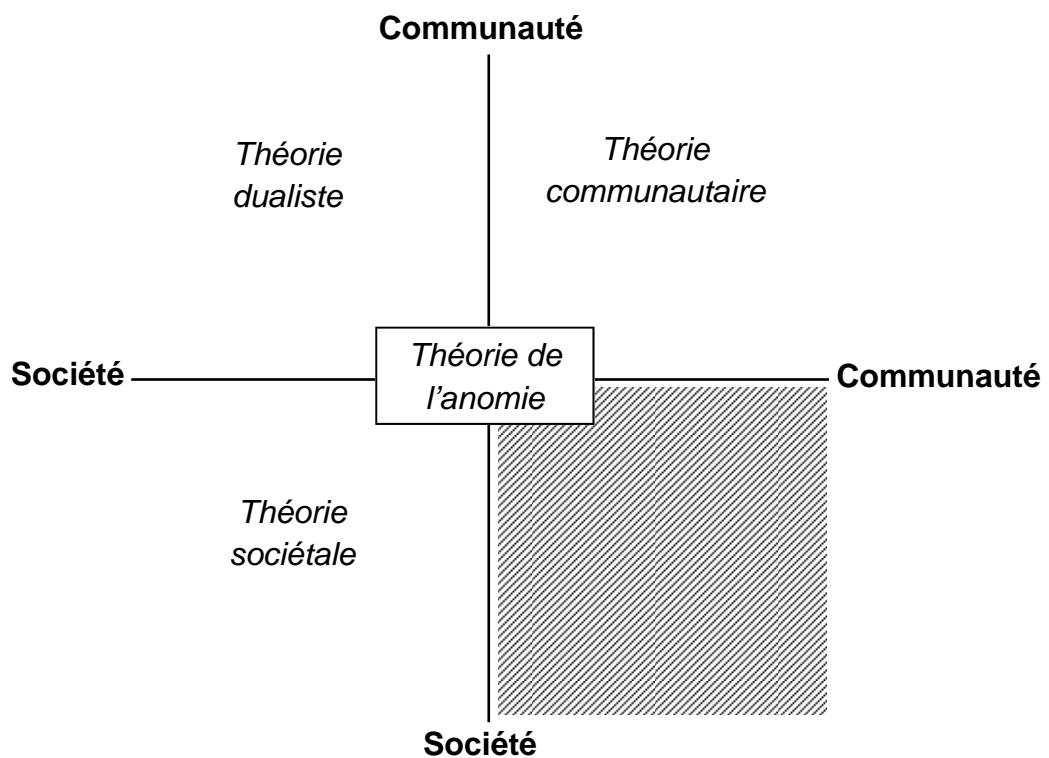 Communauté
Théorie
dualiste
Théorie
communautaire
Société
Théorie de
l’anomie
Communauté
Théorie
sociétale
Société